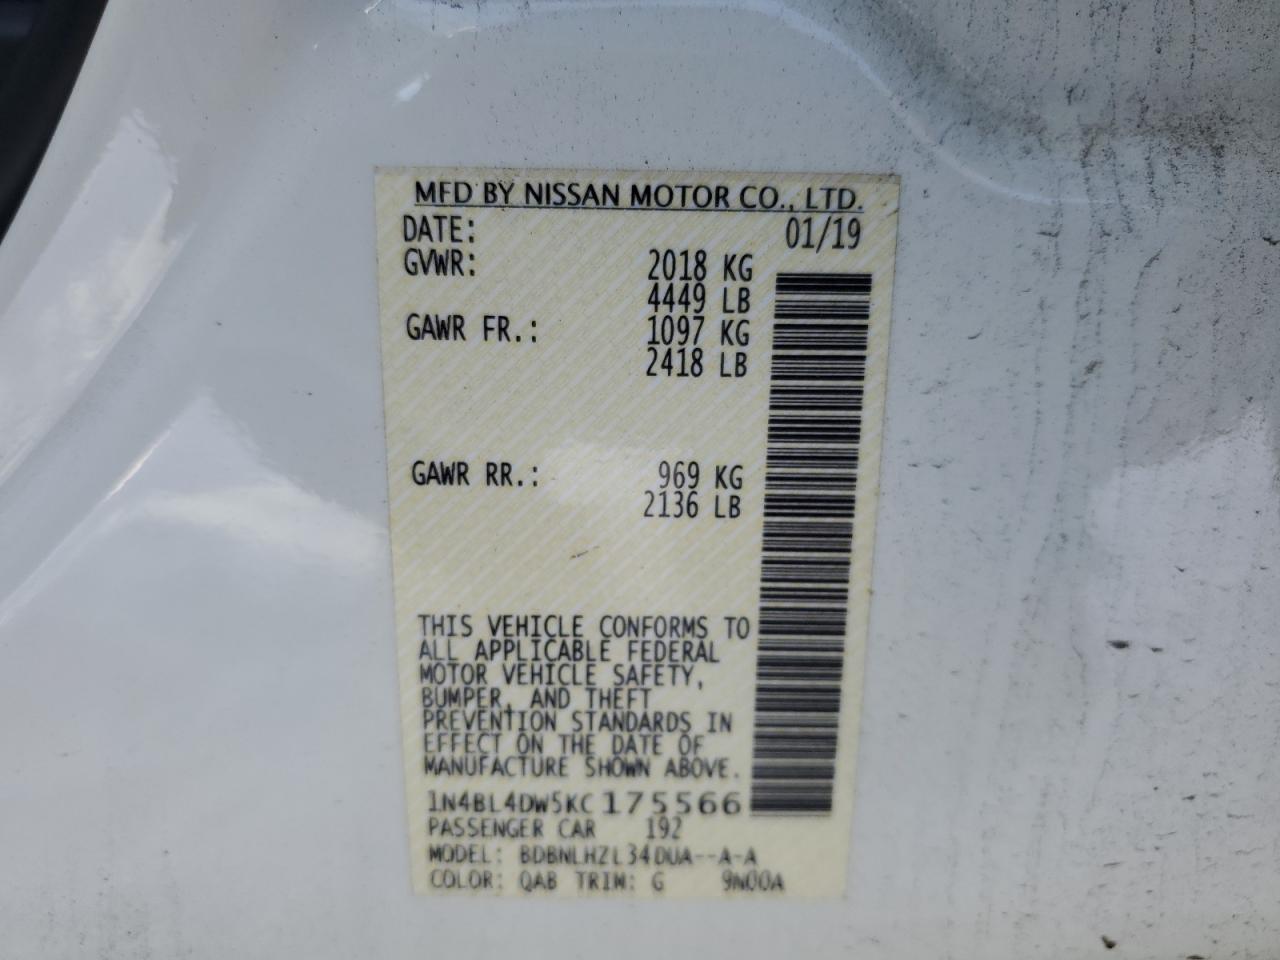 MFD BY NISSAN MOTOR CO., LTD.
DATE: 01/19
GVWR: 2018 KG
4449 LB
GAWR FR.: 1097 KG
2418 LB
GAWR RR.: 969 KG
2136 LB
THIS VEHICLE CONFORMS TO
ALL APPLICABLE FEDERAL
MOTOR VEHICLE SAFETY,
BUMPER, AND THEFT
PREVENTION STANDARDS IN
EFFECT ON THE DATE OF
MANUFACTURE SHOWN ABOVE.
1N4BL4DW5KC175566
PASSENGER CAR 192
MODEL: BDBNLHZL34DUA--A-A
COLOR: QAB TRIM: G 9N00A